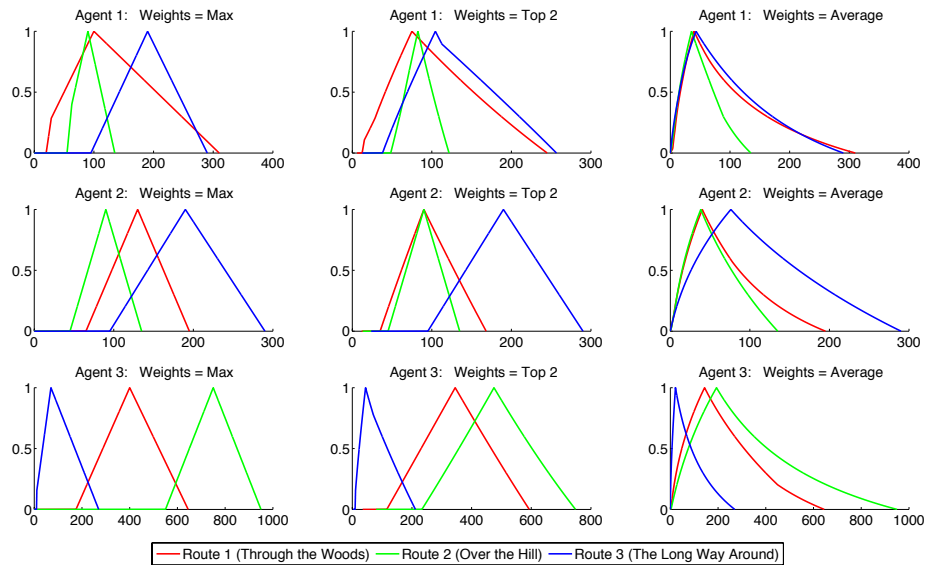 Agent 1:   Weights = Max
Agent 1:   Weights = Top 2
Agent 1:   Weights = Average
1
0.5
0
0 100 200 300 400
1
0.5
0
0 100 200 300
1
0.5
0
0 100 200 300 400
Agent 2:   Weights = Max
Agent 2:   Weights = Top 2
Agent 2:   Weights = Average
1
0.5
0
0 100 200 300
1
0.5
0
0 100 200 300
1
0.5
0
0 100 200 300
Agent 3:   Weights = Max
Agent 3:   Weights = Top 2
Agent 3:   Weights = Average
1
0.5
0
0 200 400 600 800 1000
1
0.5
0
0 200 400 600 800
1
0.5
0
0 200 400 600 800 1000
Route 1 (Through the Woods) Route 2 (Over the Hill) Route 3 (The Long Way Around)